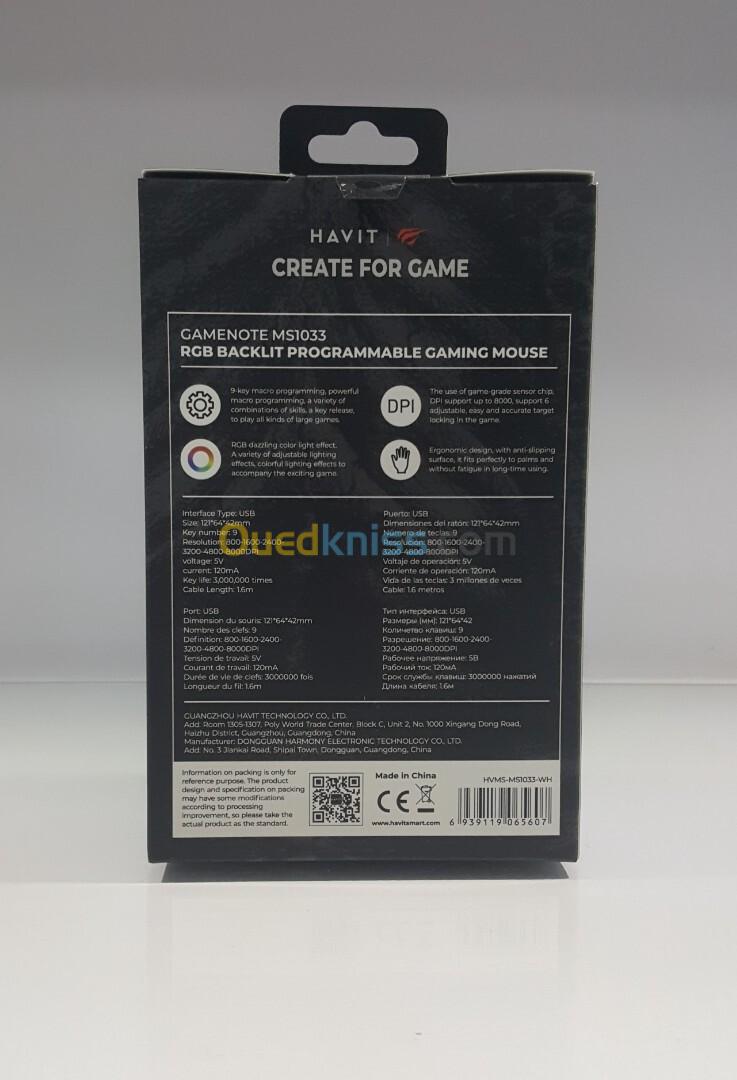 HAVIT
CREATE FOR GAME
GAMENOTE MS1033
RGB BACKLIT PROGRAMMABLE GAMING MOUSE
9-key macro programming, powerful
macro programming, a variety of
combinations of skills, a key release,
to play all kinds of large games.
DPI
The use of game-grade sensor chip,
DPI support up to 8000, support 6
adjustable, easy and accurate target
locking in the game.
RGB dazzling color light effect.
A variety of adjustable lighting
effects, colorful lighting effects to
accompany the exciting game.
Ergonomic design, with anti-slipping
surface, it fits perfectly to palms and
without fatigue in long-time using.
Interface Type: USB
Size: 121*64*42mm
Key number: 9
Resolution: 800-1600-2400-
3200-4800-8000DPI
voltage: 5V
current: 120mA
Key life: 3,000,000 times
Cable Length: 1.6m
Puerto: USB
Dimensiones del ratón: 121*64*42mm
Número de teclas: 9
Resolución: 800-1600-2400-
3200-4800-8000DPI
Voltaje de operación: 5V
Corriente de operación: 120mA
Vida de las teclas: 3 millones de veces
Cable: 1.6 metros
Ouedkniss.com
Port: USB
Dimension du souris: 121*64*42mm
Nombre des clefs: 9
Definition: 800-1600-2400-
3200-4800-8000DPI
Tension de travail: 5V
Courant de travail: 120mA
Durée de vie de clefs: 3000000 fois
Longueur du fil: 1.6m
Тип интерфейса: USB
Размеры (мм): 121*64*42
Количетво клавиш: 9
Разрешение: 800-1600-2400-
3200-4800-8000DPI
Рабочее напряжение: 5В
Рабочий ток: 120мА
Срок службы клавиш: 3000000 нажатий
Длина кабеля: 1.6м
GUANGZHOU HAVIT TECHNOLOGY CO., LTD.
Add: Room 1305-1307, Poly World Trade Center, Block C, Unit 2, No. 1000 Xingang Dong Road,
Haizhu District, Guangzhou, Guangdong, China
Manufacturer: DONGGUAN HARMONY ELECTRONIC TECHNOLOGY CO., LTD.
Add: No. 3 Jiankai Road, Shipai Town, Dongguan, Guangdong, China
Information on packing is only for
reference purpose. The product
design and specification on packing
may have some modifications
according to processing
improvement, so please take the
actual product as the standard.
Made in China
CE
www.havitsmart.com
HVMS-MS1033-WH
6 939119 065607